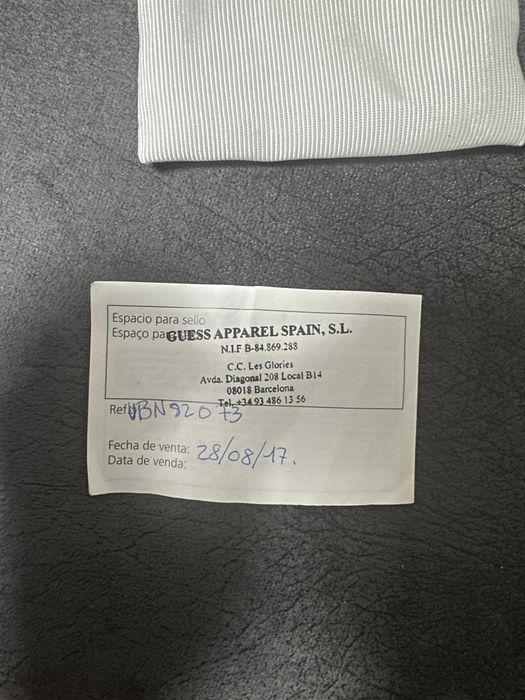 Espacio para sello
Espaço pa
GUESS APPAREL SPAIN, S.L.
N.I.F B-84.869.288
C.C. Les Glories
Avda. Diagonal 208 Local B14
08018 Barcelona
Tel. +34 93 486 13 56
Ref. UBN92073
Fecha de venta: 28/08/17.
Data de venda: